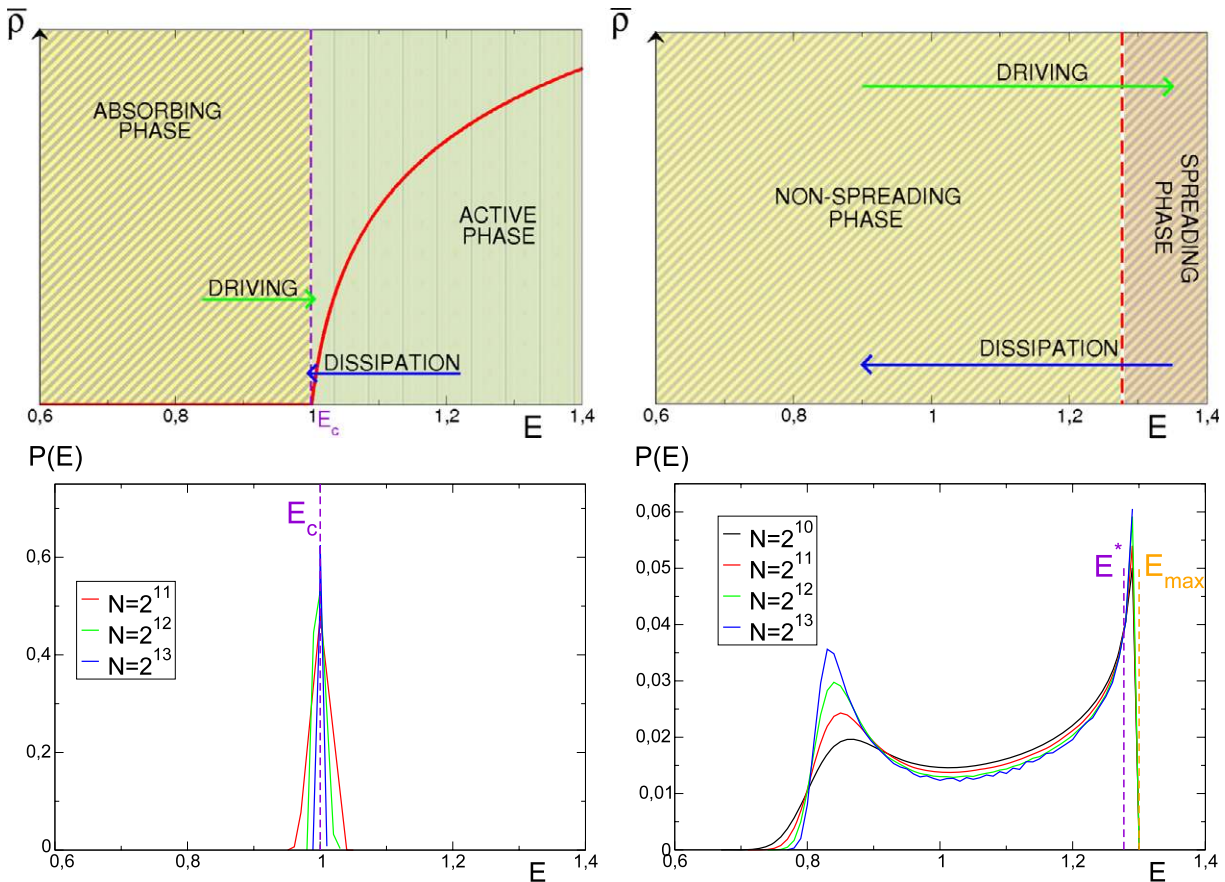 ρ̅
ABSORBING
PHASE
ACTIVE
PHASE
DRIVING
DISSIPATION
0,6 0,8 1 1,2 1,4
E_c E
ρ̅
DRIVING
NON-SPREADING
PHASE
SPREADING
PHASE
DISSIPATION
0,6 0,8 1 1,2 1,4
E
P(E)
E_c
0,6
0,4
0,2
0
N=2^11
N=2^12
N=2^13
0,6 0,8 1 1,2 1,4
E
P(E)
0,06
0,05
0,04
0,03
0,02
0,01
0
N=2^10
N=2^11
N=2^12
N=2^13
E^* E_max
0,6 0,8 1 1,2 1,4
E